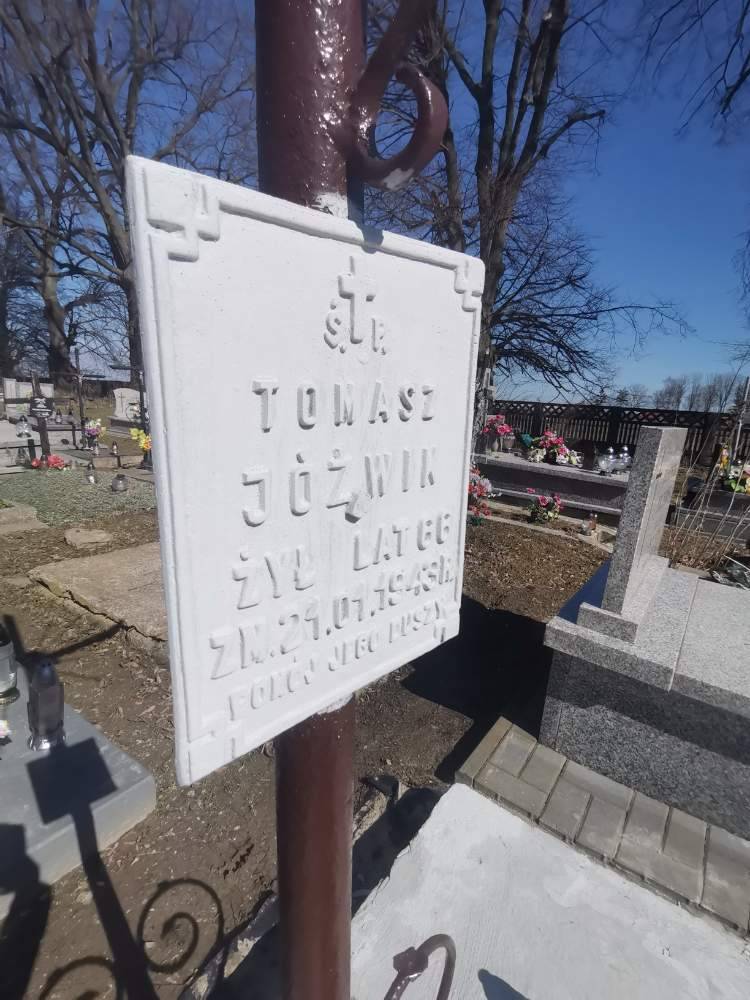 Ś. P.
TOMASZ
JÓŹWIK
ŻYŁ LAT 66
ZM. 21.01.1943R.
POKÓJ JEGO DUSZY